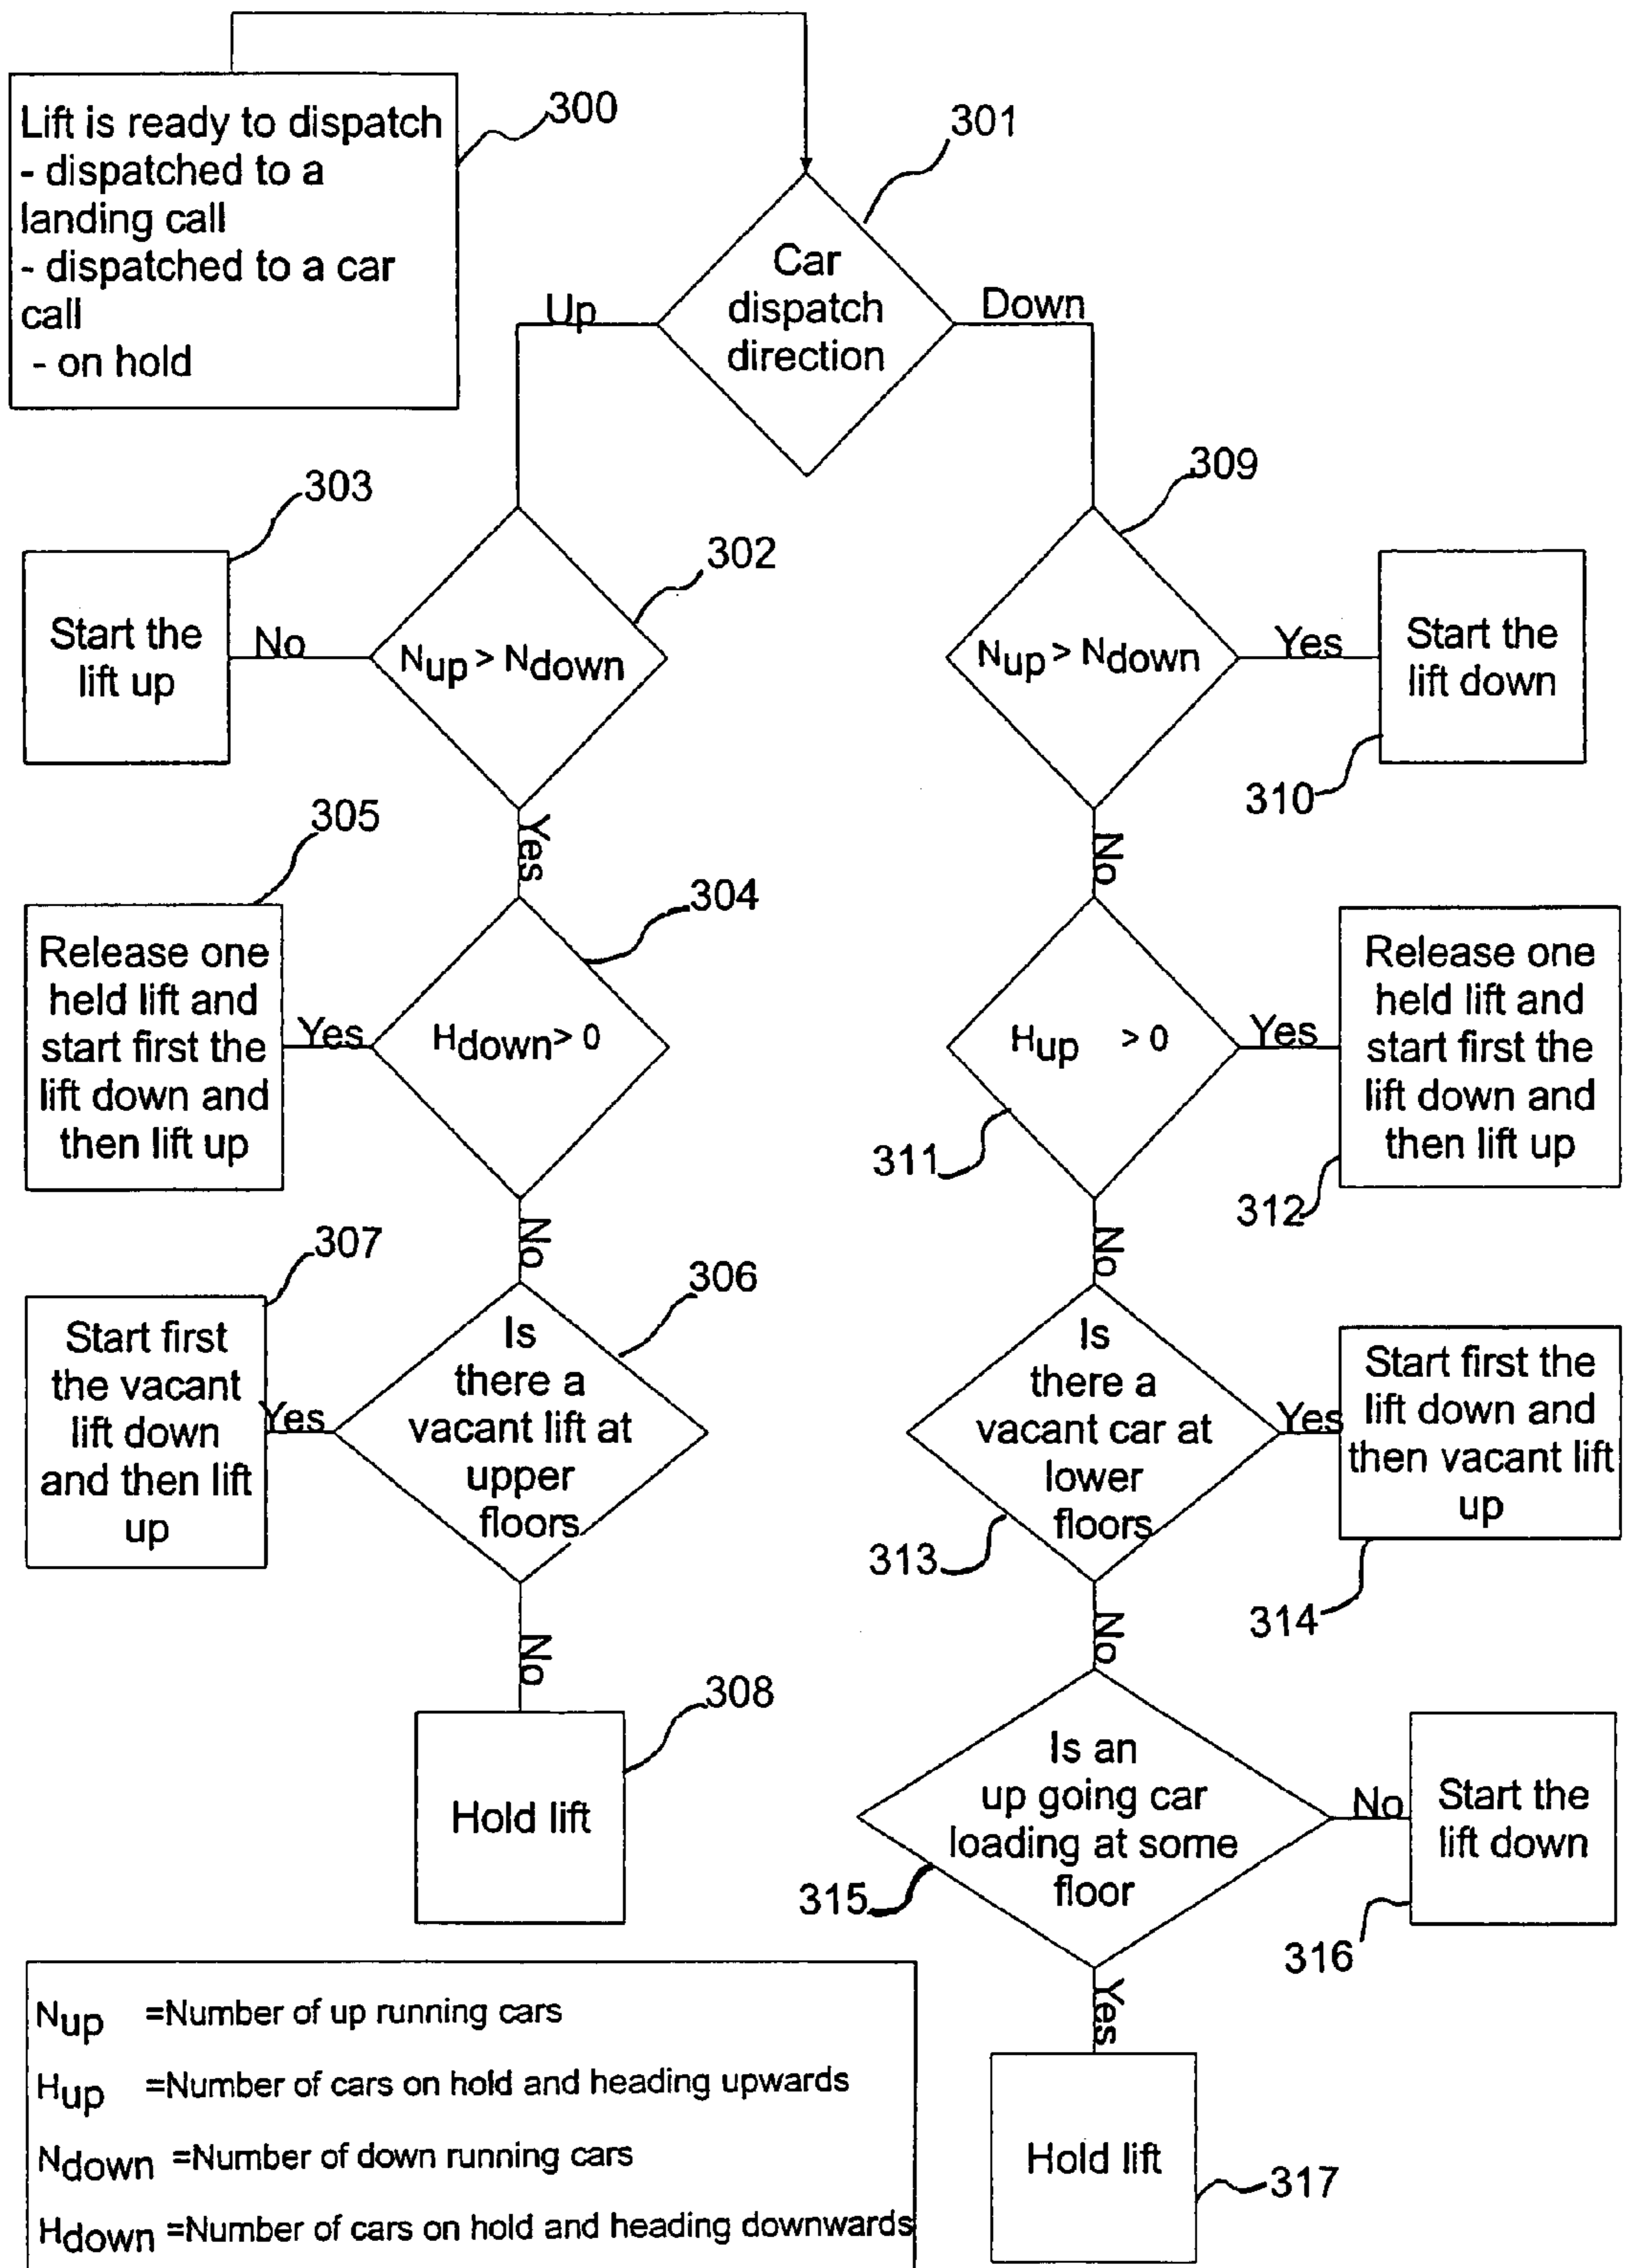 Lift is ready to dispatch
- dispatched to a
landing call
- dispatched to a car
call
- on hold
300
301
Car
dispatch
direction
Up
Down
303
302
309
Start the
lift up
No
Nup > Ndown
Nup > Ndown
Yes
Start the
lift down
310
Yes
No
305
304
Release one
held lift and
start first the
lift down and
then lift up
Yes
Hdown > 0
Hup > 0
Yes
Release one
held lift and
start first the
lift down and
then lift up
311
312
No
No
307
306
Start first
the vacant
lift down
and then lift
up
Yes
Is
there a
vacant lift at
upper
floors
Is
there a
vacant car at
lower
floors
Yes
Start first the
lift down and
then vacant lift
up
313
314
No
No
308
Hold lift
Is an
up going car
loading at some
floor
No
Start the
lift down
315
316
Yes
Hold lift
317
Nup =Number of up running cars
Hup =Number of cars on hold and heading upwards
Ndown =Number of down running cars
Hdown =Number of cars on hold and heading downwards